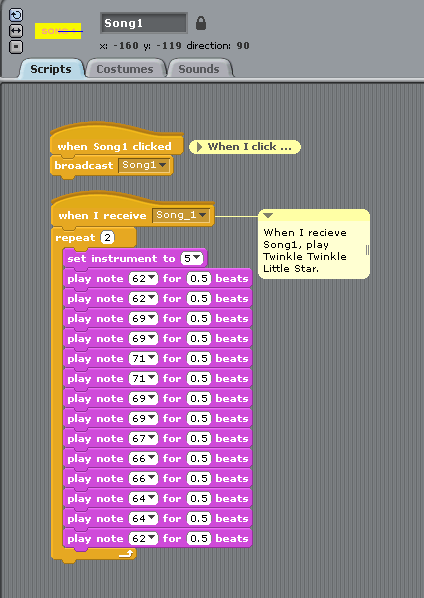 Song1
SONG 1
x: -160 y: -119 direction: 90
Scripts Costumes Sounds
when Song1 clicked
When I click ...
broadcast Song1
when I receive Song_1
When I recieve
Song1, play
Twinkle Twinkle
Little Star.
repeat 2
set instrument to 5
play note 62 for 0.5 beats
play note 62 for 0.5 beats
play note 69 for 0.5 beats
play note 69 for 0.5 beats
play note 71 for 0.5 beats
play note 71 for 0.5 beats
play note 69 for 0.5 beats
play note 69 for 0.5 beats
play note 67 for 0.5 beats
play note 66 for 0.5 beats
play note 66 for 0.5 beats
play note 64 for 0.5 beats
play note 64 for 0.5 beats
play note 62 for 0.5 beats